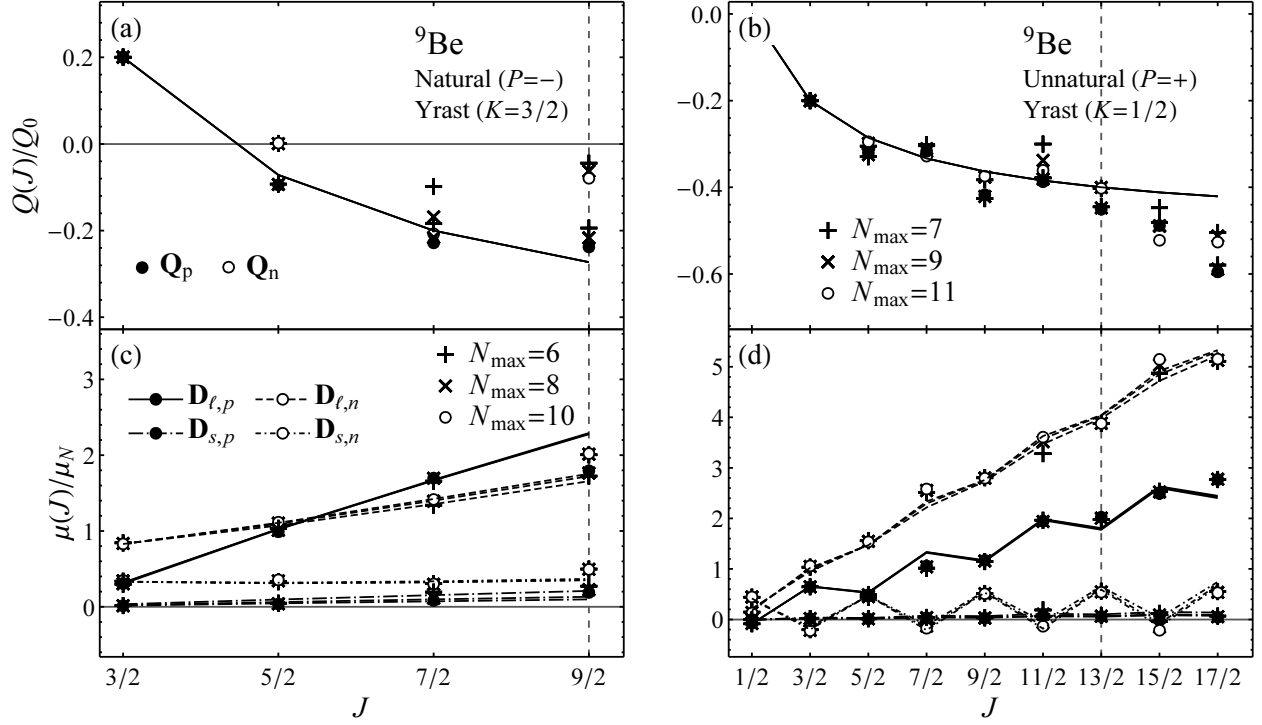 (a)
⁹Be
Natural (P=−)
Yrast (K=3/2)
0.2
0.0
−0.2
−0.4
Q(J)/Q₀
Qₚ Qₙ
(b)
⁹Be
Unnatural (P=+)
Yrast (K=1/2)
0.0
−0.2
−0.4
−0.6
Nmax=7
Nmax=9
Nmax=11
(c)
Nmax=6
Nmax=8
Nmax=10
Dℓ,p Dℓ,n
Ds,p Ds,n
3
2
1
0
μ(J)/μN
3/2 5/2 7/2 9/2
J
(d)
5
4
3
2
1
0
1/2 3/2 5/2 7/2 9/2 11/2 13/2 15/2 17/2
J